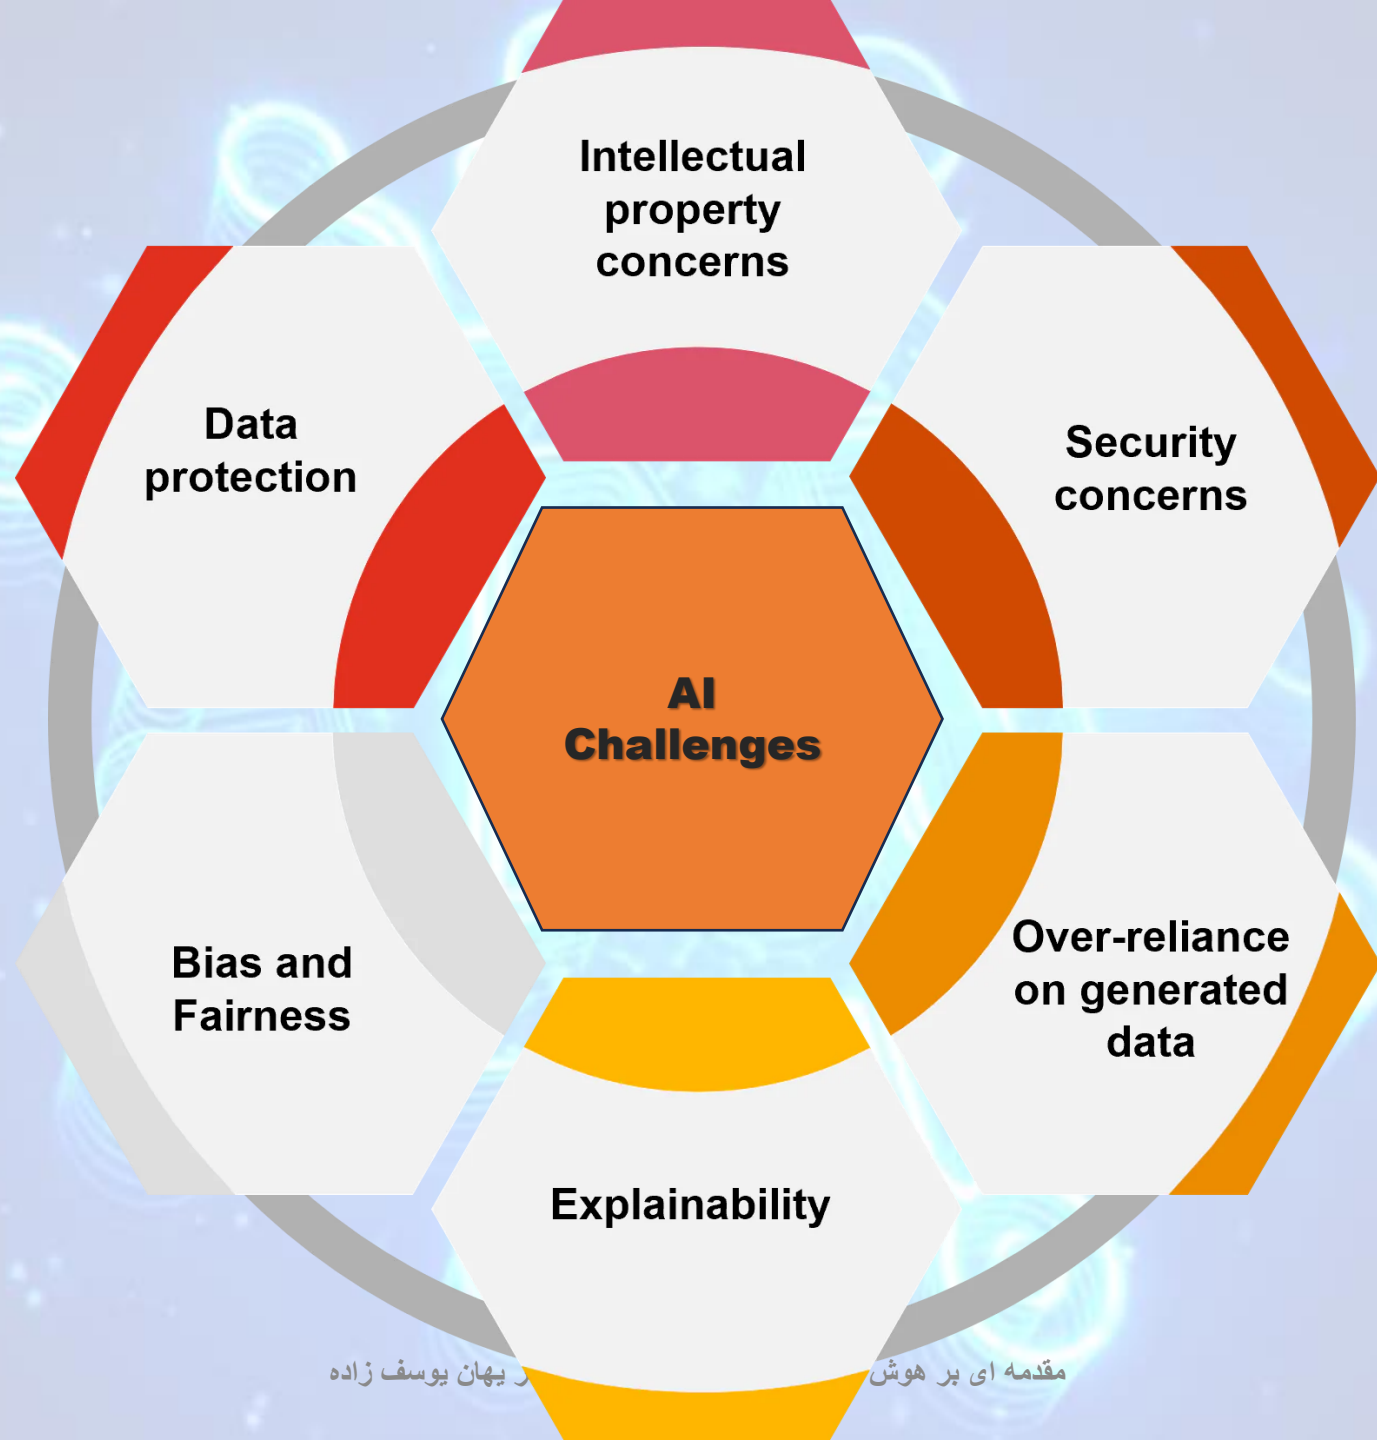 Intellectual
property
concerns
Data
protection
Security
concerns
AI
Challenges
Bias and
Fairness
Over-reliance
on generated
data
Explainability
مقدمه ای بر هوش
یهان یوسف زاده